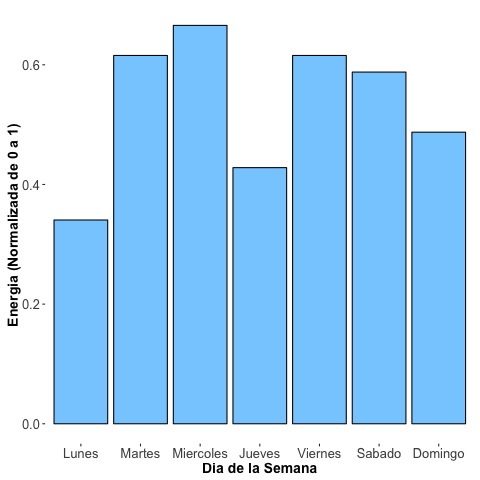 Energia (Normalizada de 0 a 1)
0.6
0.4
0.2
0.0
Lunes Martes Miercoles Jueves Viernes Sabado Domingo
Dia de la Semana